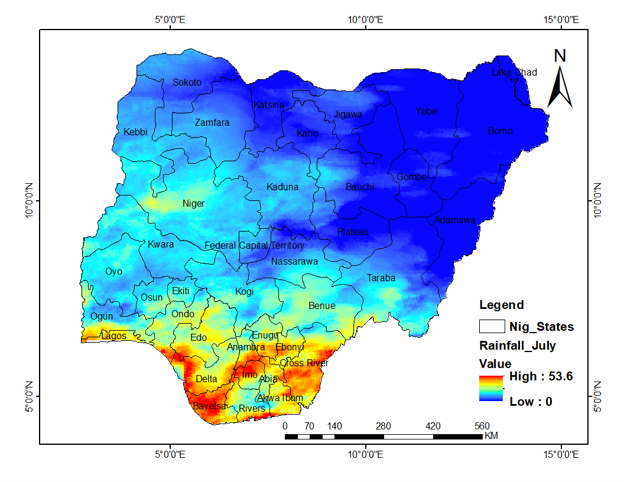 5°0'0"E 10°0'0"E 15°0'0"E
N
Lake Chad
Sokoto
Katsina
Jigawa
Yobe
Zamfara
Kano
Borno
Kebbi
Gombe
Kaduna
Bauchi
10°0'0"N
10°0'0"N
Niger
Adamawa
Plateau
Kwara
Federal Capital Territory
Nassarawa
Oyo
Taraba
Ekiti
Kogi
Osun
Benue
Ogun
Ondo
Lagos
Edo
Enugu
Anambra
Ebonyi
Cross River
Delta
Imo
Abia
Akwa Ibom
Bayelsa
Rivers
5°0'0"N
5°0'0"N
Legend
Nig_States
Rainfall_July
Value
High : 53.6
Low : 0
0 70 140 280 420 560
KM
5°0'0"E 10°0'0"E 15°0'0"E